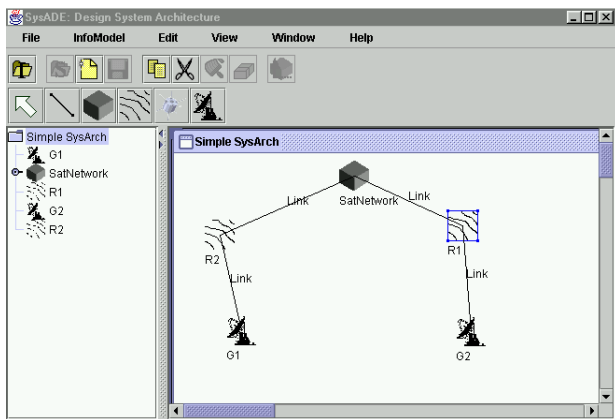 SysADE: Design System Architecture
File InfoModel Edit View Window Help
Simple SysArch
G1
SatNetwork
R1
G2
R2
Simple SysArch
Link
Link
SatNetwork
R2
R1
Link
Link
G1
G2